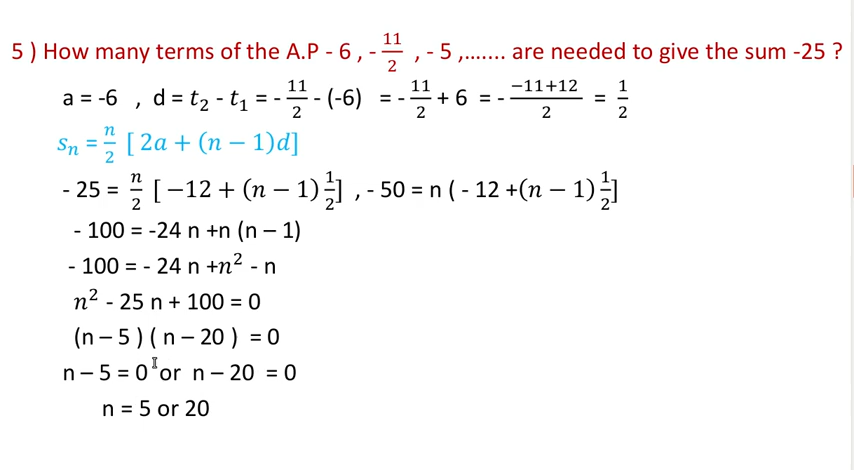 5 ) How many terms of the A.P - 6 , - 11/2 , - 5 ,....... are needed to give the sum -25 ?
a = -6 , d = t₂ - t₁ = - 11/2 - (-6) = - 11/2 + 6 = - −11+12/2 = 1/2
Sₙ = n/2 [ 2a + (n − 1)d]
- 25 = n/2 [ −12 + (n − 1) 1/2] , - 50 = n ( - 12 +(n − 1) 1/2]
- 100 = -24 n +n (n – 1)
- 100 = - 24 n +n² - n
n² - 25 n + 100 = 0
(n – 5 ) ( n – 20 ) = 0
n – 5 = 0 or n – 20 = 0
n = 5 or 20